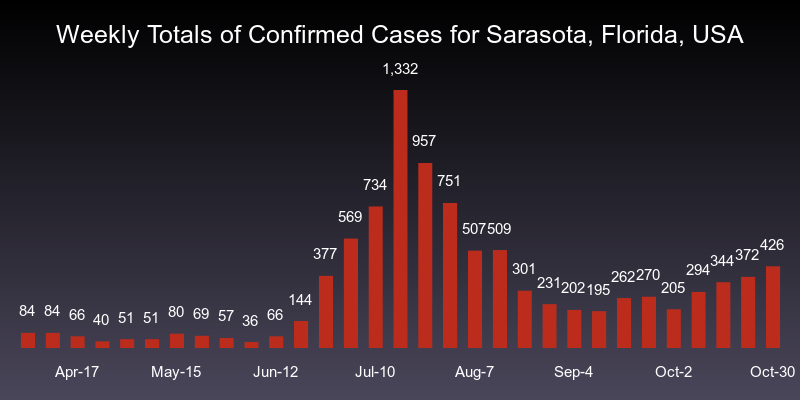 Weekly Totals of Confirmed Cases for Sarasota, Florida, USA
84 84 66 40 51 51 80 69 57 36 66 144 377 569 734 1,332 957 751 507 509 301 231 202 195 262 270 205 294 344 372 426
Apr-17 May-15 Jun-12 Jul-10 Aug-7 Sep-4 Oct-2 Oct-30